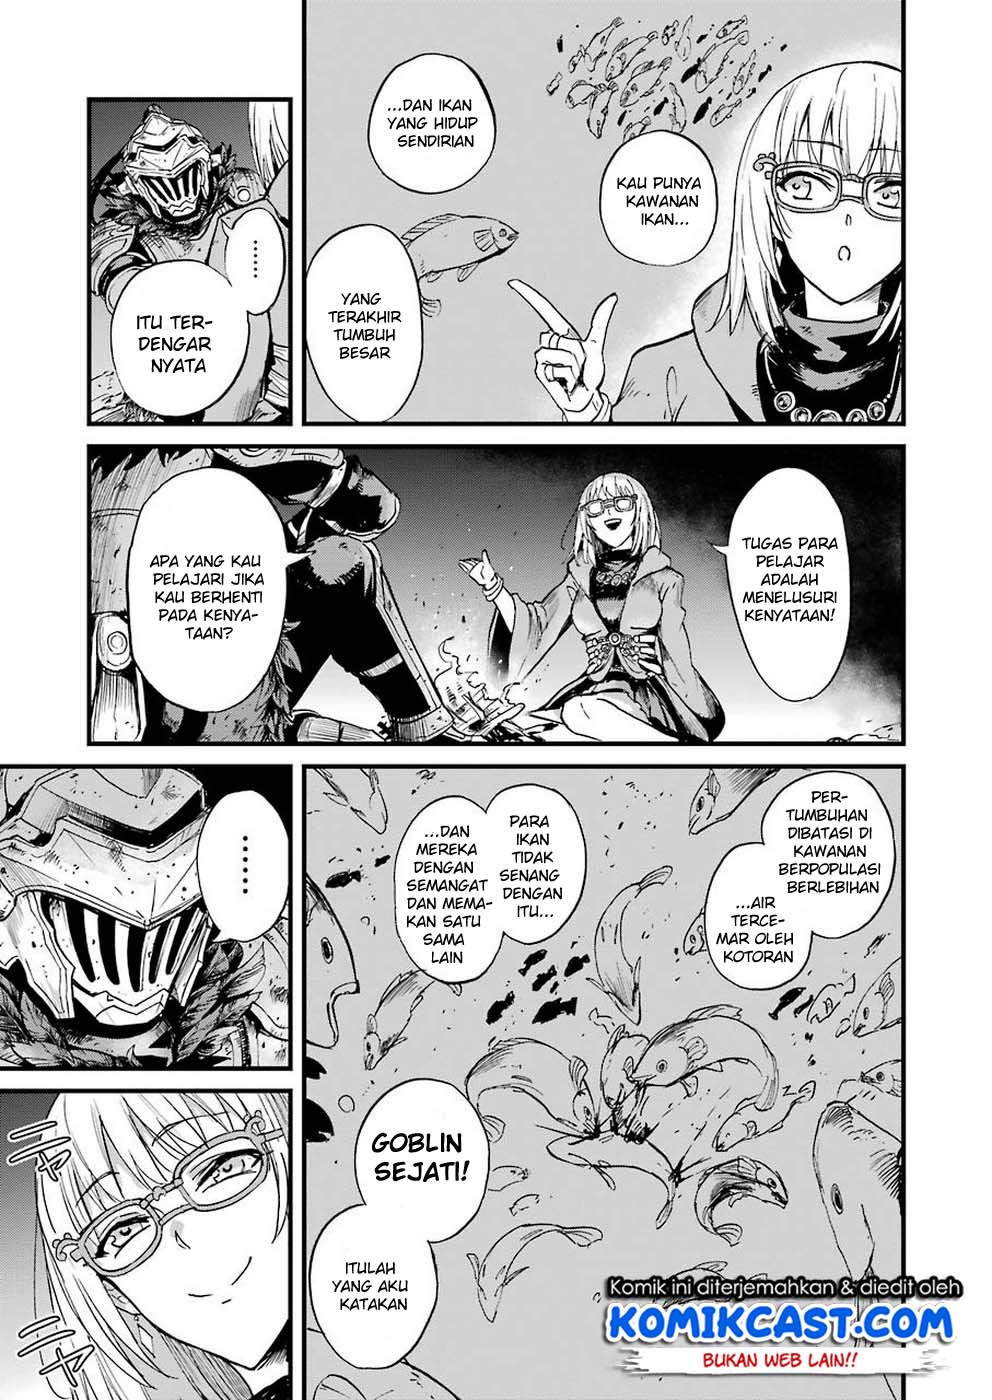 KAU PUNYA
KAWANAN
IKAN...
...DAN IKAN
YANG HIDUP
SENDIRIAN
YANG
TERAKHIR
TUMBUH
BESAR
......
ITU TER-
DENGAR
NYATA
TUGAS PARA
PELAJAR
ADALAH
MENELUSURI
KENYATAAN!
APA YANG KAU
PELAJARI JIKA
KAU BERHENTI
PADA KENYA-
TAAN?
PER-
TUMBUHAN
DIBATASI DI
KAWANAN
BERPOPULASI
BERLEBIHAN
...AIR
TERCE-
MAR OLEH
KOTORAN
PARA
IKAN
TIDAK
SENANG
DENGAN
ITU...
...DAN
MEREKA
DENGAN
SEMANGAT
DAN MEMA-
KAN SATU
SAMA
LAIN
GOBLIN
SEJATI!
ITULAH
YANG AKU
KATAKAN
......
ニヤ
ニヤ
Komik ini diterjemahkan & diedit oleh
KOMIKCAST.COM
BUKAN WEB LAIN!!